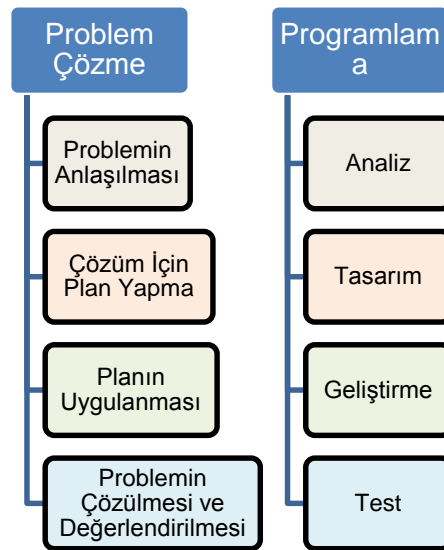 Problem
Çözme
Problemin
Anlaşılması
Çözüm İçin
Plan Yapma
Planın
Uygulanması
Problemin
Çözülmesi ve
Değerlendirilmesi
Programlam
a
Analiz
Tasarım
Geliştirme
Test